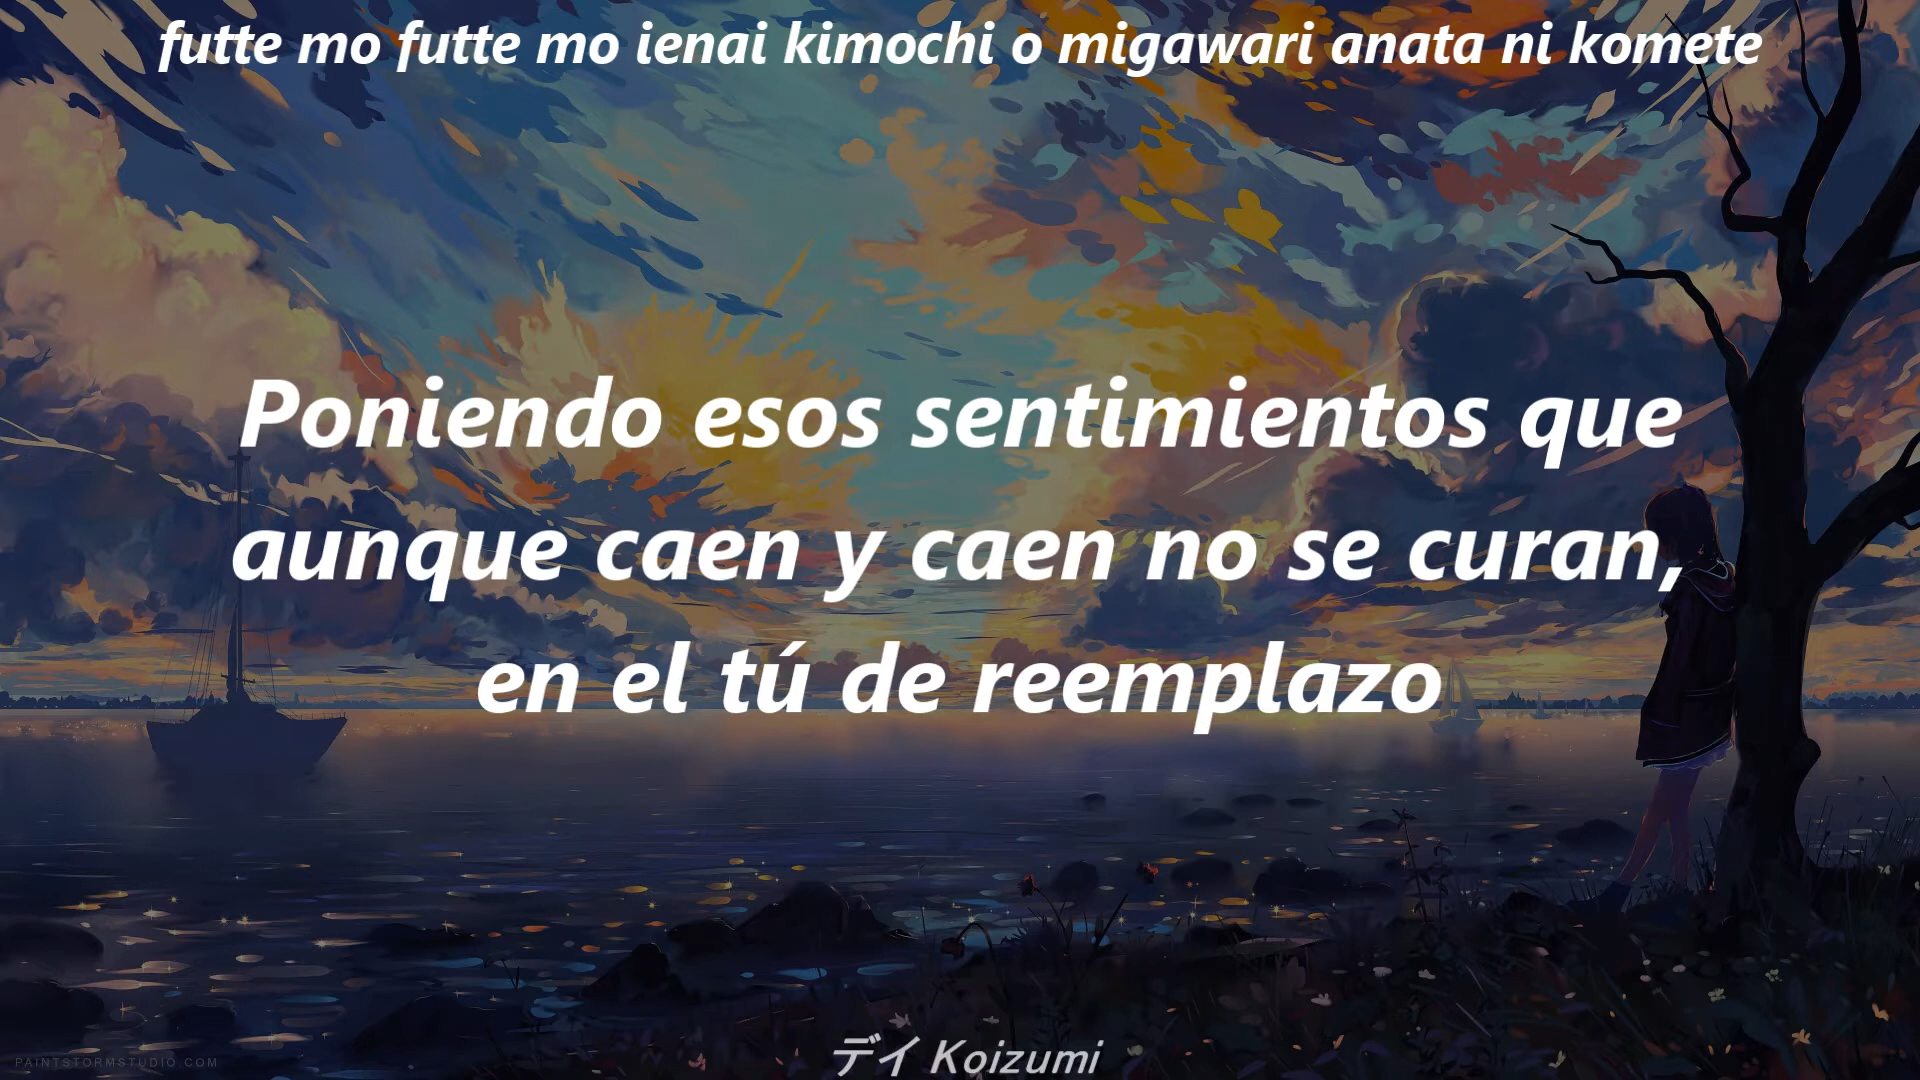 futte mo futte mo ienai kimochi o migawari anata ni komete
Poniendo esos sentimientos que
aunque caen y caen no se curan,
en el tú de reemplazo
デイ Koizumi
PAINTSTORMSTUDIO.COM